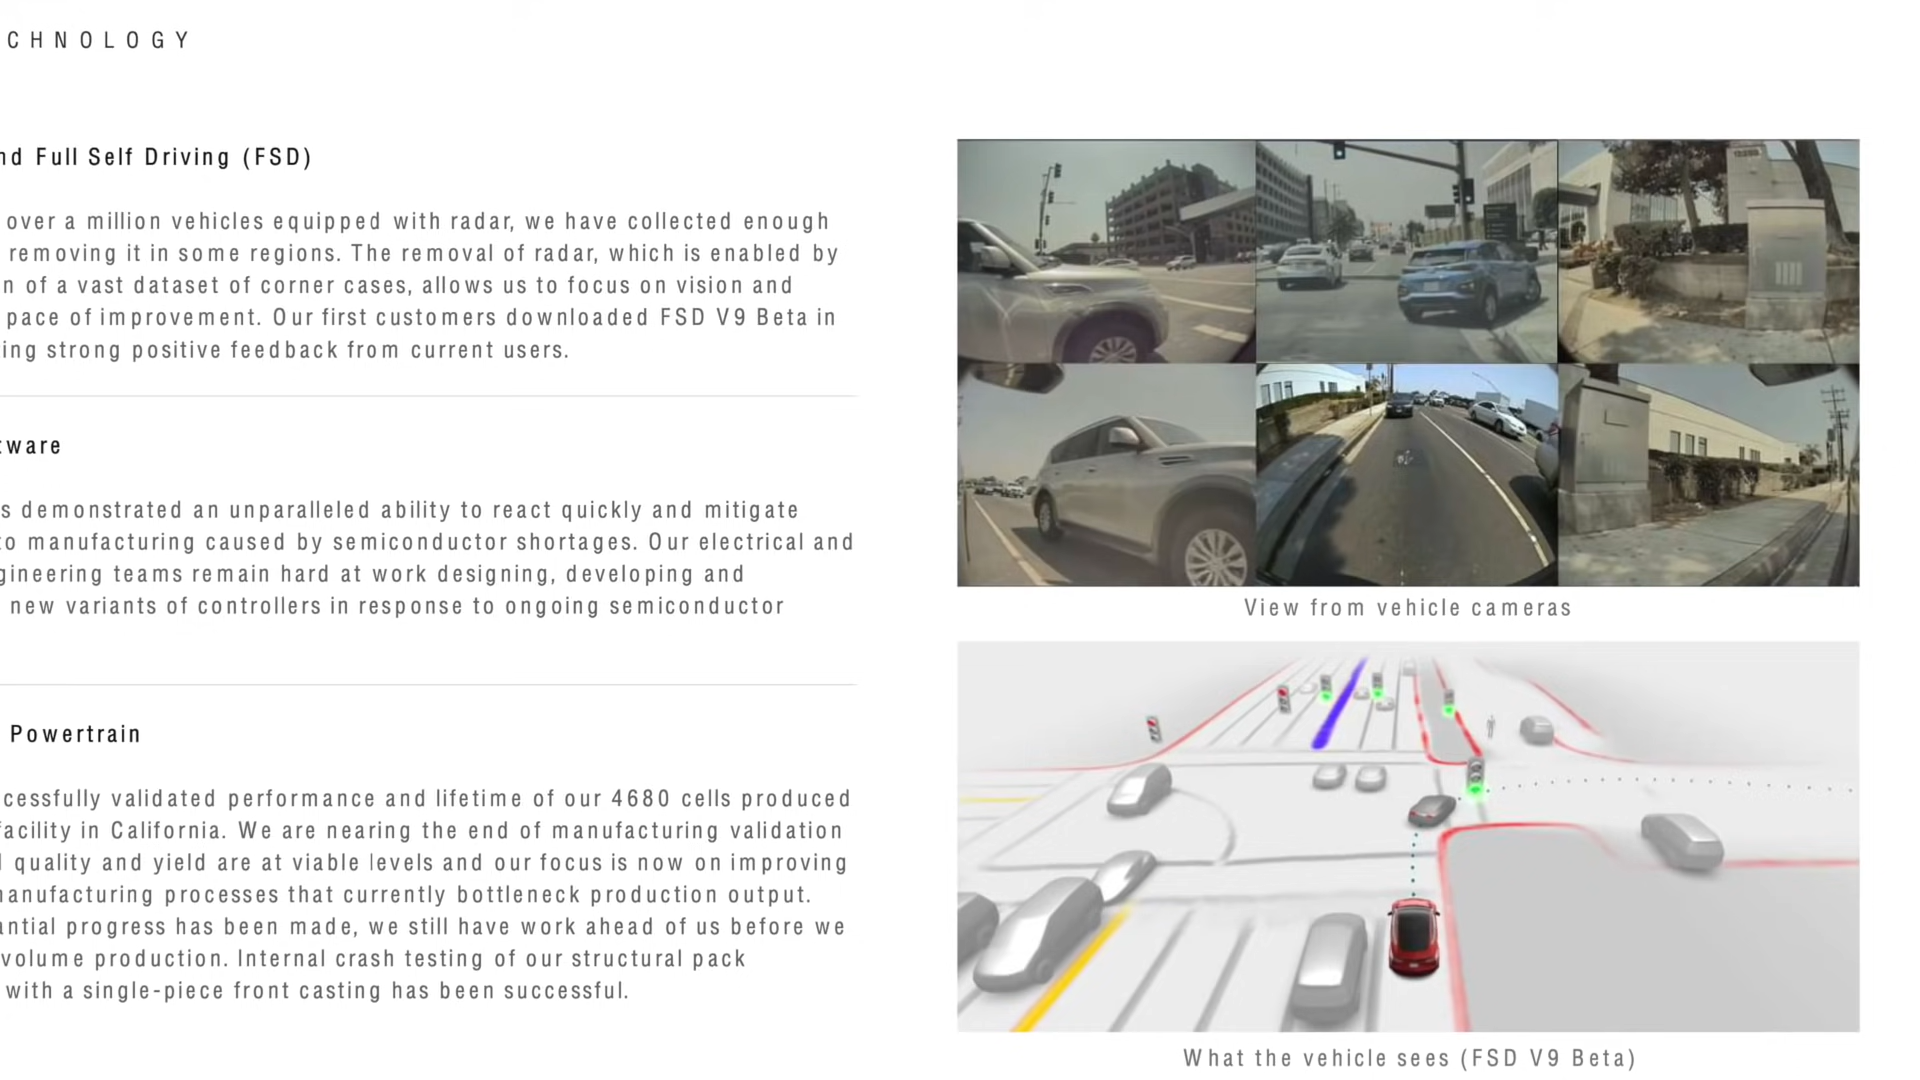 CHNOLOGY
nd Full Self Driving (FSD)
over a million vehicles equipped with radar, we have collected enough
removing it in some regions. The removal of radar, which is enabled by
n of a vast dataset of corner cases, allows us to focus on vision and
pace of improvement. Our first customers downloaded FSD V9 Beta in
ing strong positive feedback from current users.
tware
s demonstrated an unparalleled ability to react quickly and mitigate
to manufacturing caused by semiconductor shortages. Our electrical and
gineering teams remain hard at work designing, developing and
new variants of controllers in response to ongoing semiconductor
Powertrain
cessfully validated performance and lifetime of our 4680 cells produced
facility in California. We are nearing the end of manufacturing validation
l quality and yield are at viable levels and our focus is now on improving
manufacturing processes that currently bottleneck production output.
antial progress has been made, we still have work ahead of us before we
volume production. Internal crash testing of our structural pack
with a single-piece front casting has been successful.
View from vehicle cameras
What the vehicle sees (FSD V9 Beta)